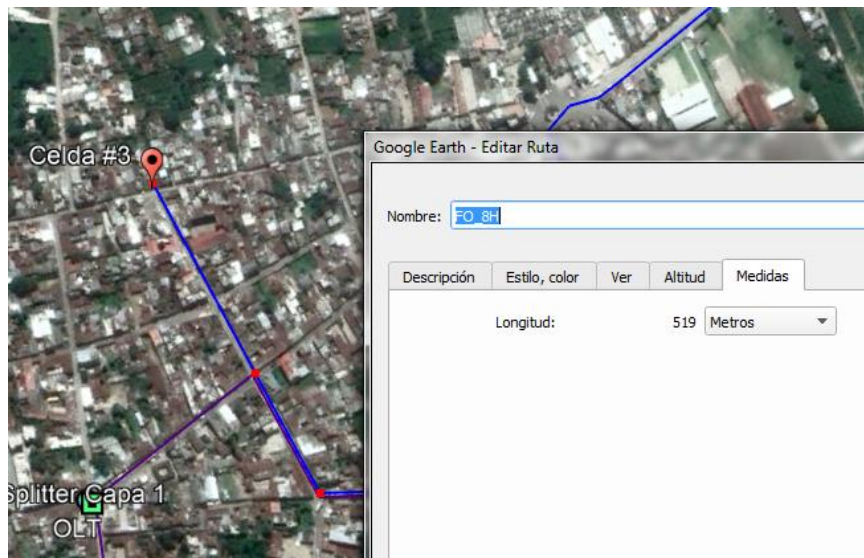 Celda #3
Google Earth - Editar Ruta
Nombre: FO_8H
Descripción Estilo, color Ver Altitud Medidas
Longitud: 519 Metros
Splitter Capa 1
OLT